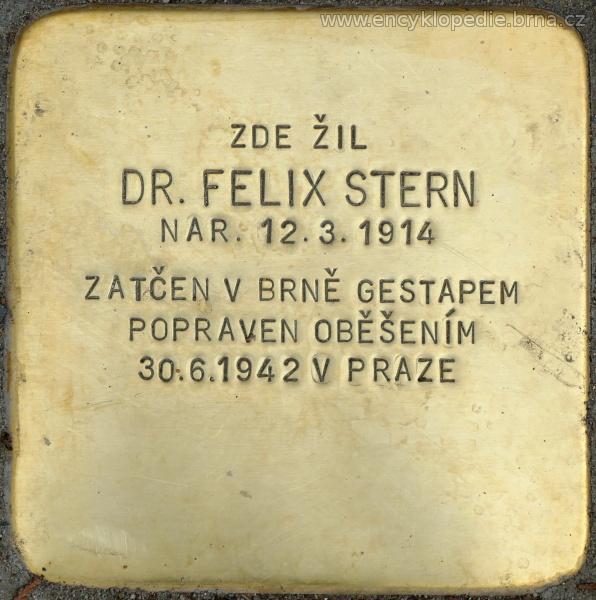 www.encyklopedie.brna.cz
ZDE ŽIL
DR. FELIX STERN
NAR. 12.3.1914
ZATČEN V BRNĚ GESTAPEM
POPRAVEN OBĚŠENÍM
30.6.1942 V PRAZE